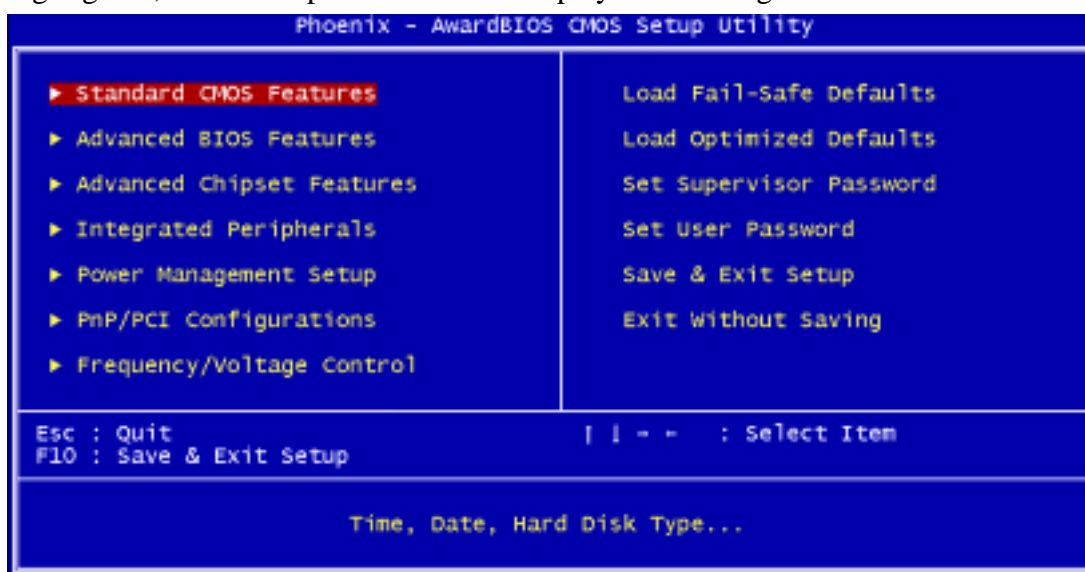 Phoenix - AwardBIOS CMOS Setup Utility
► Standard CMOS Features
► Advanced BIOS Features
► Advanced Chipset Features
► Integrated Peripherals
► Power Management Setup
► PnP/PCI Configurations
► Frequency/Voltage Control
Load Fail-Safe Defaults
Load Optimized Defaults
Set Supervisor Password
Set User Password
Save & Exit Setup
Exit Without Saving
Esc : Quit
F10 : Save & Exit Setup
: Select Item
Time, Date, Hard Disk Type...